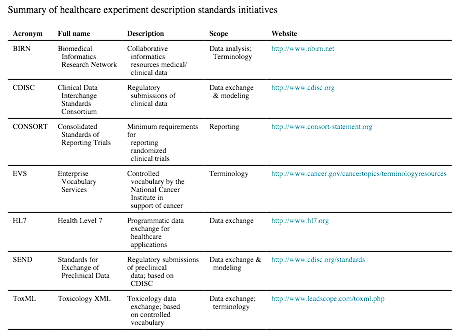 Summary of healthcare experiment description standards initiatives
Acronym Full name Description Scope Website
BIRN Biomedical Collaborative Data analysis; http://www.nbirn.net
Informatics informatics Terminology
Research Network resources medical/
clinical data
CDISC Clinical Data Regulatory Data exchange http://www.cdisc.org
Interchange submissions of & modeling
Standards clinical data
Consortium
CONSORT Consolidated Minimum requirements Reporting http://www.consort-statement.org
Standards of for
Reporting Trials reporting
randomized
clinical trials
EVS Enterprise Controlled Terminology http://www.cancer.gov/cancertopics/terminologyresources
Vocabulary vocabulary by the
Services National Cancer
Institute in
support of cancer
HL7 Health Level 7 Programmatic data Data exchange http://www.hl7.org
exchange for
healthcare
applications
SEND Standards for Regulatory submissions Data exchange & http://www.cdisc.org/standards
Exchange of of preclinical modeling
Preclinical Data data; based on
CDISC
ToxML Toxicology XML Toxicology data Data exchange; http://www.leadscope.com/toxml.php
exchange; based terminology
on controlled
vocabulary